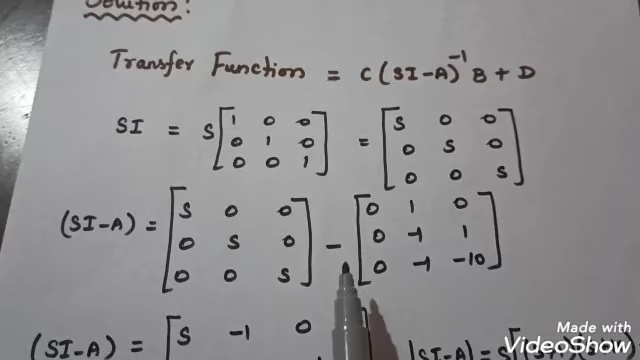 Solution:
Transfer Function = C(SI-A)⁻¹ B + D
SI = S [1 0 0; 0 1 0; 0 0 1] = [S 0 0; 0 S 0; 0 0 S]
(SI-A) = [S 0 0; 0 S 0; 0 0 S] - [0 1 0; 0 -1 1; 0 -1 -10]
(SI-A) = [S -1 0 |SI-A| = S
Made with
VideoShow